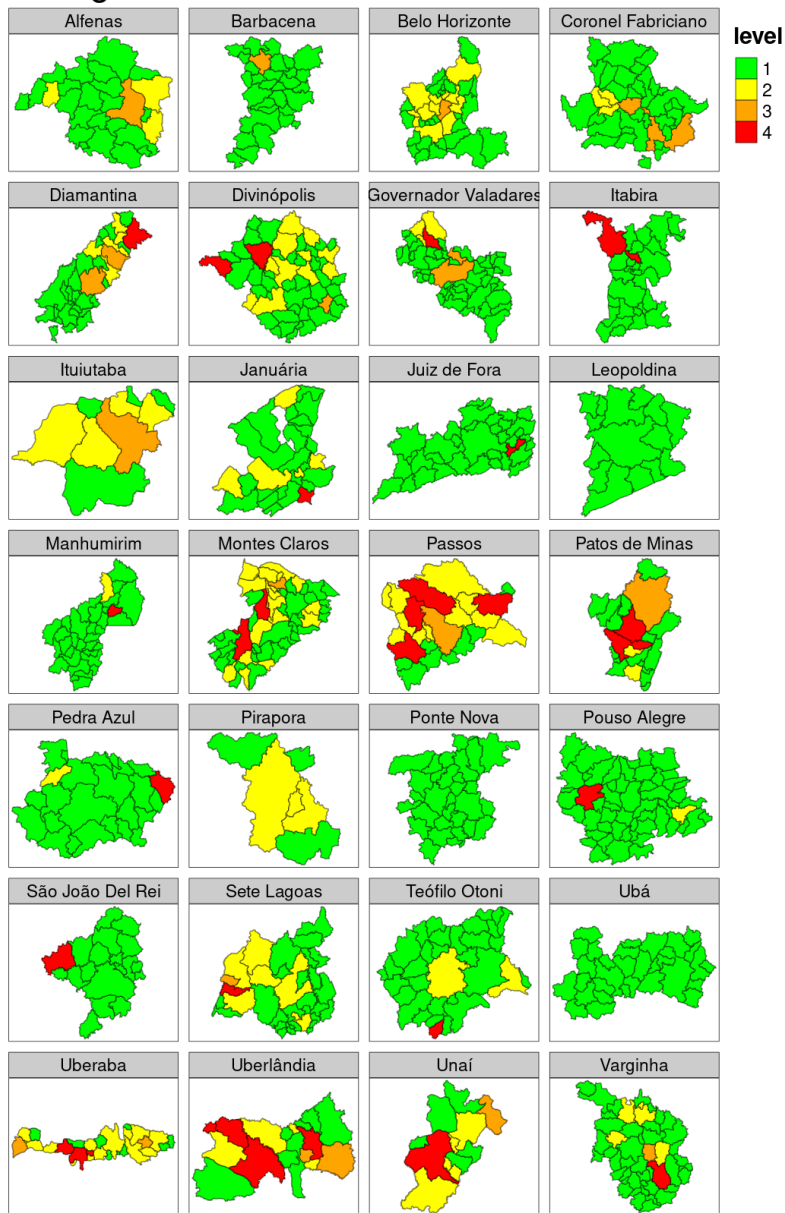 Alfenas
Barbacena
Belo Horizonte
Coronel Fabriciano
level
1
2
3
4
Diamantina
Divinópolis
Governador Valadares
Itabira
Ituiutaba
Januária
Juiz de Fora
Leopoldina
Manhumirim
Montes Claros
Passos
Patos de Minas
Pedra Azul
Pirapora
Ponte Nova
Pouso Alegre
São João Del Rei
Sete Lagoas
Teófilo Otoni
Ubá
Uberaba
Uberlândia
Unaí
Varginha